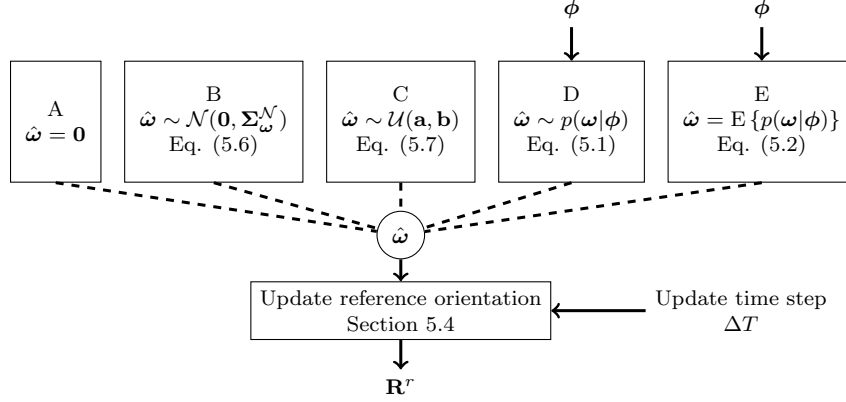 ϕ
ϕ
A
ω̂ = 0
B
ω̂ ∼ 𝒩(0, Σ_ω^𝒩)
Eq. (5.6)
C
ω̂ ∼ 𝒰(a, b)
Eq. (5.7)
D
ω̂ ∼ p(ω|ϕ)
Eq. (5.1)
E
ω̂ = E {p(ω|ϕ)}
Eq. (5.2)
ω̂
Update reference orientation
Section 5.4
Update time step
ΔT
R^r